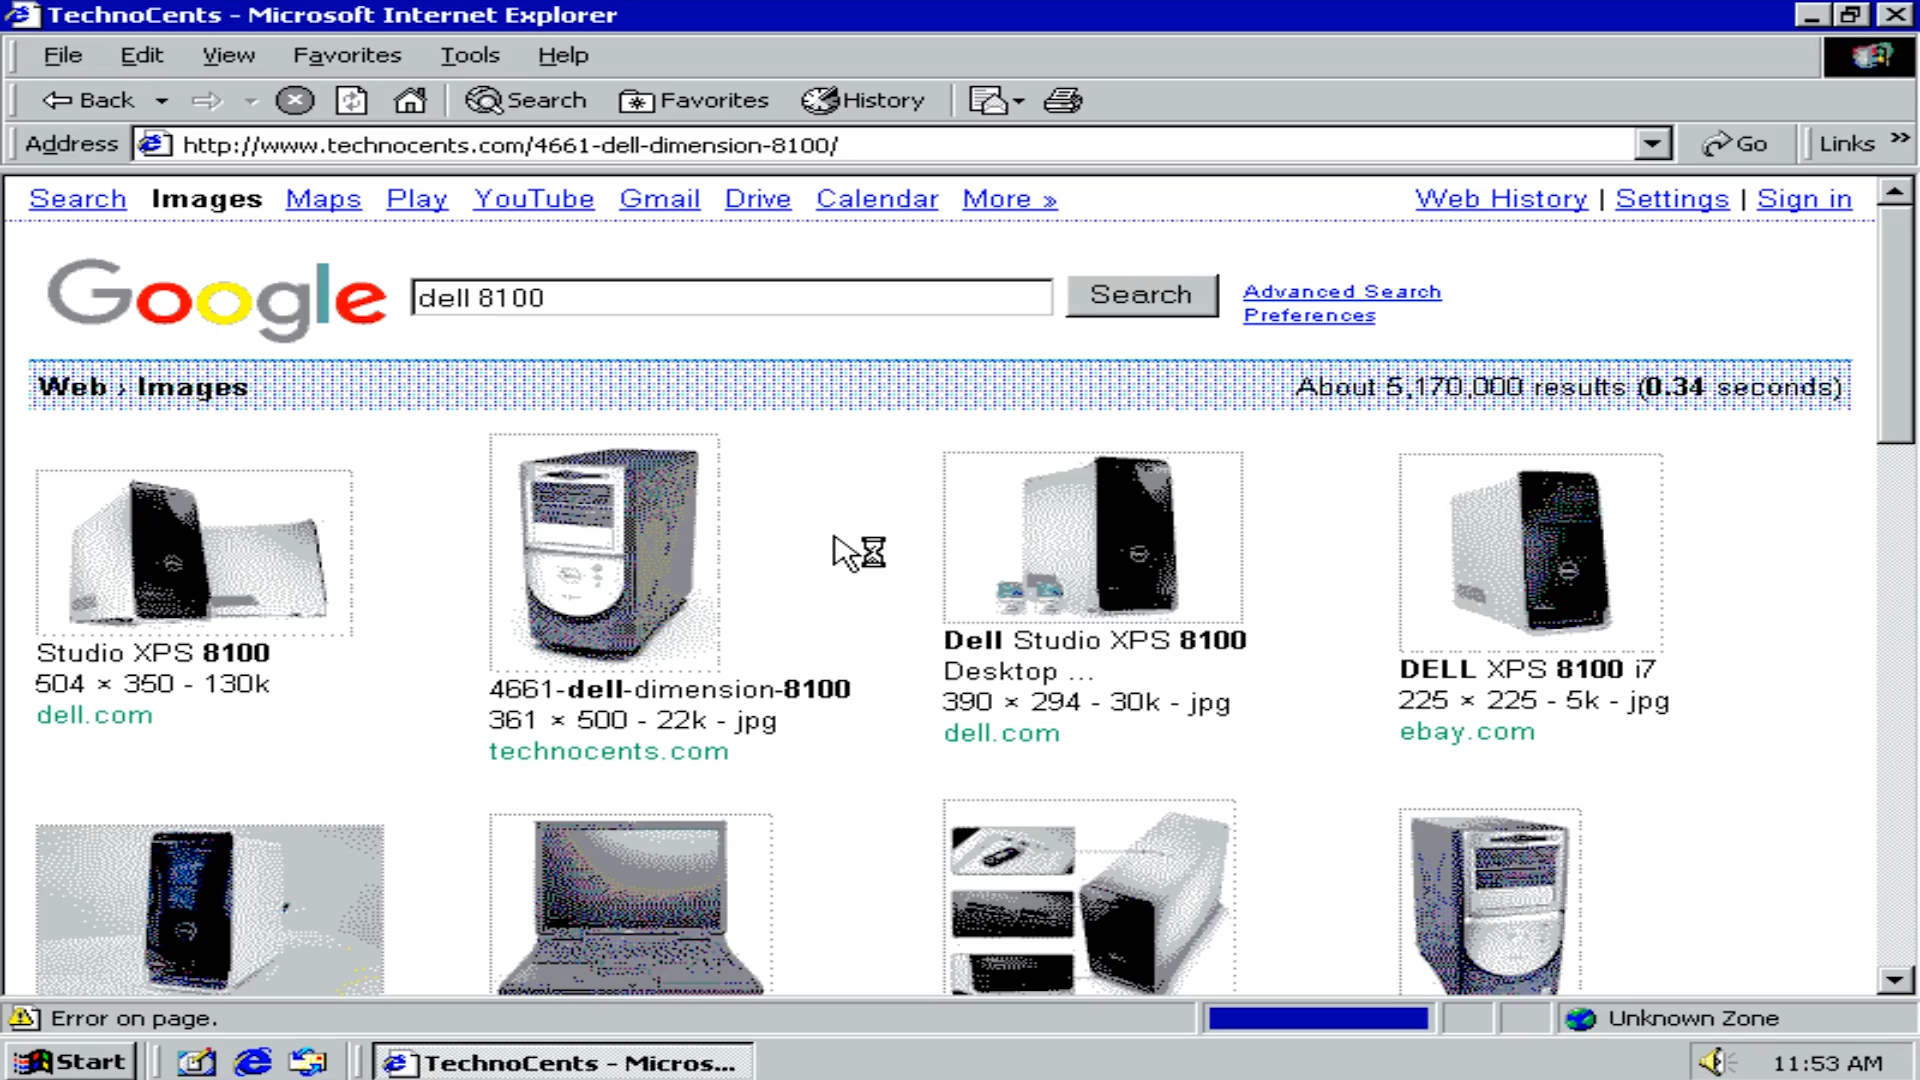 TechnoCents - Microsoft Internet Explorer
File Edit View Favorites Tools Help
Back Search Favorites History
Address http://www.technocents.com/4661-dell-dimension-8100/ Go Links »
Search Images Maps Play YouTube Gmail Drive Calendar More » Web History | Settings | Sign in
Google dell 8100 Search Advanced Search
Preferences
Web › Images About 5,170,000 results (0.34 seconds)
Studio XPS 8100
504 × 350 - 130k
dell.com
4661-dell-dimension-8100
361 × 500 - 22k - jpg
technocents.com
Dell Studio XPS 8100
Desktop ...
390 × 294 - 30k - jpg
dell.com
DELL XPS 8100 i7
225 × 225 - 5k - jpg
ebay.com
Error on page. Unknown Zone
Start TechnoCents - Micros... 11:53 AM